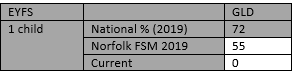 EYFS GLD
1 child National % (2019) 72
Norfolk FSM 2019 55
Current 0